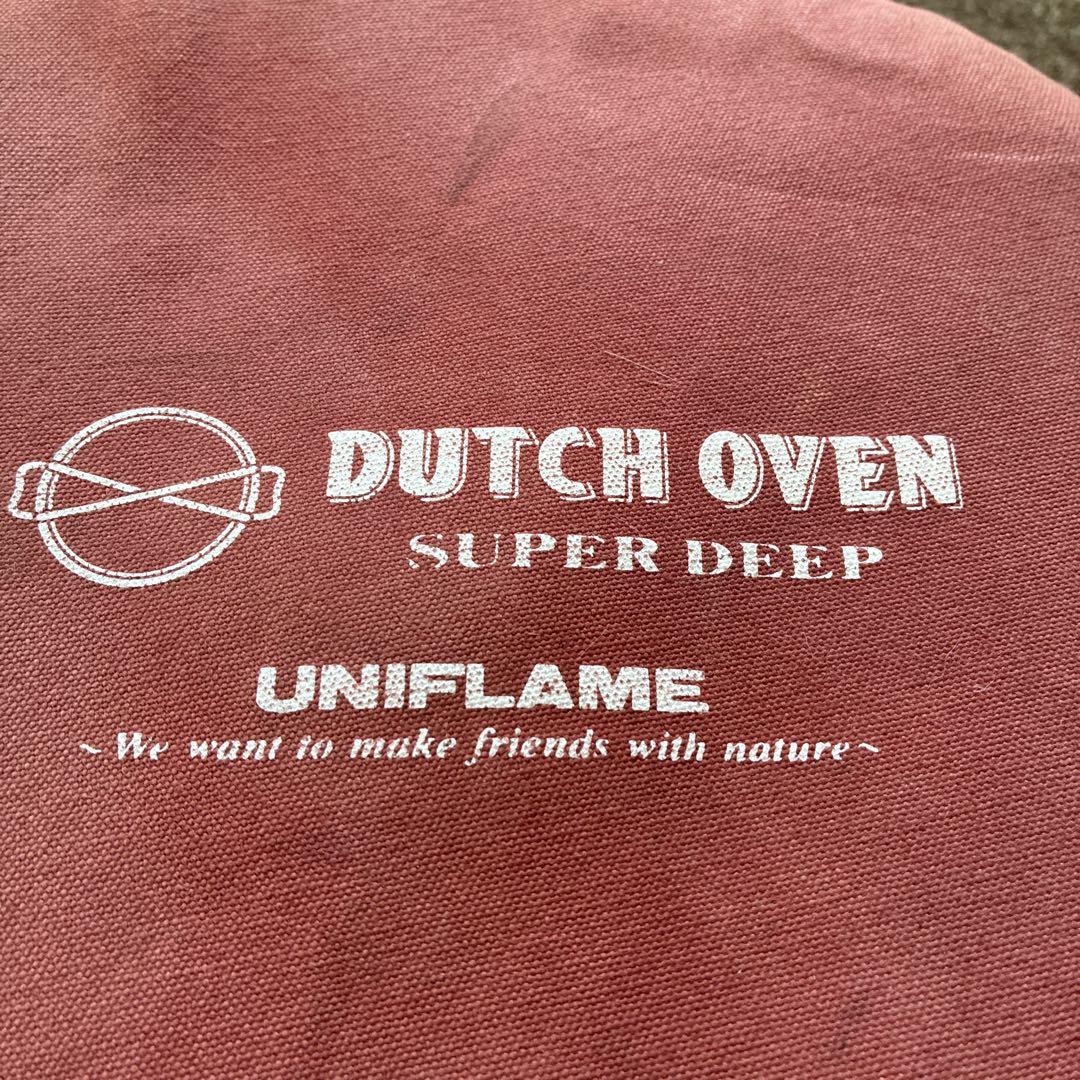 DUTCH OVEN
SUPER DEEP
UNIFLAME
~We want to make friends with nature~